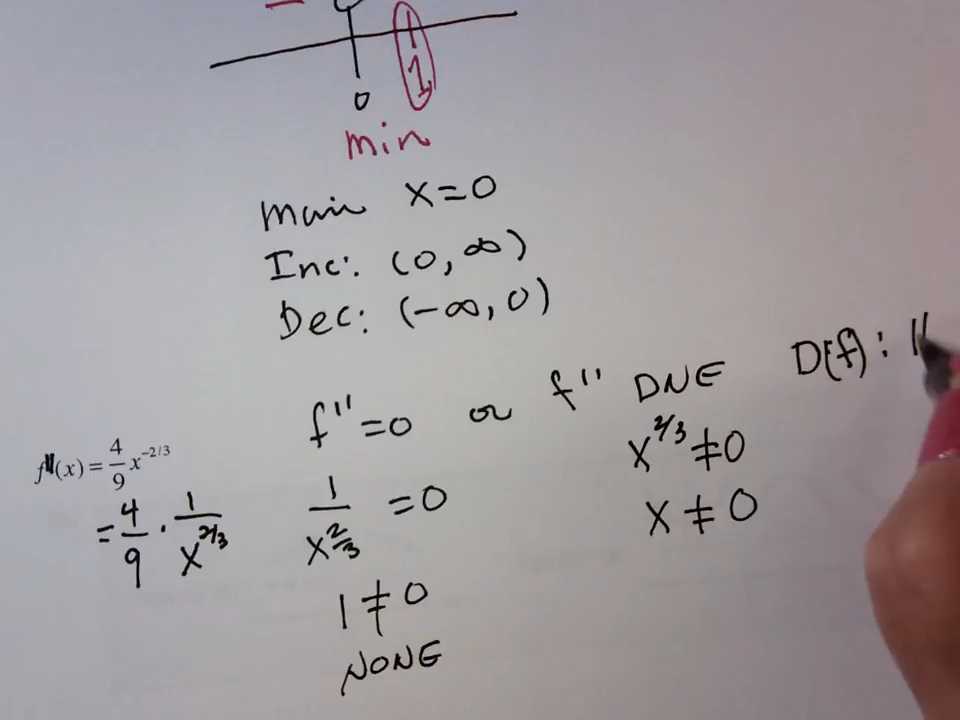 0 1
min
main x=0
Inc: (0, ∞)
Dec: (-∞, 0)
f''=0 or f'' DNE D(f):
f''(x) = 4/9 x^{-2/3}
= 4/9 · 1/x^{2/3}
1/x^{2/3} = 0
1 ≠ 0
NONE
x^{2/3} ≠ 0
x ≠ 0